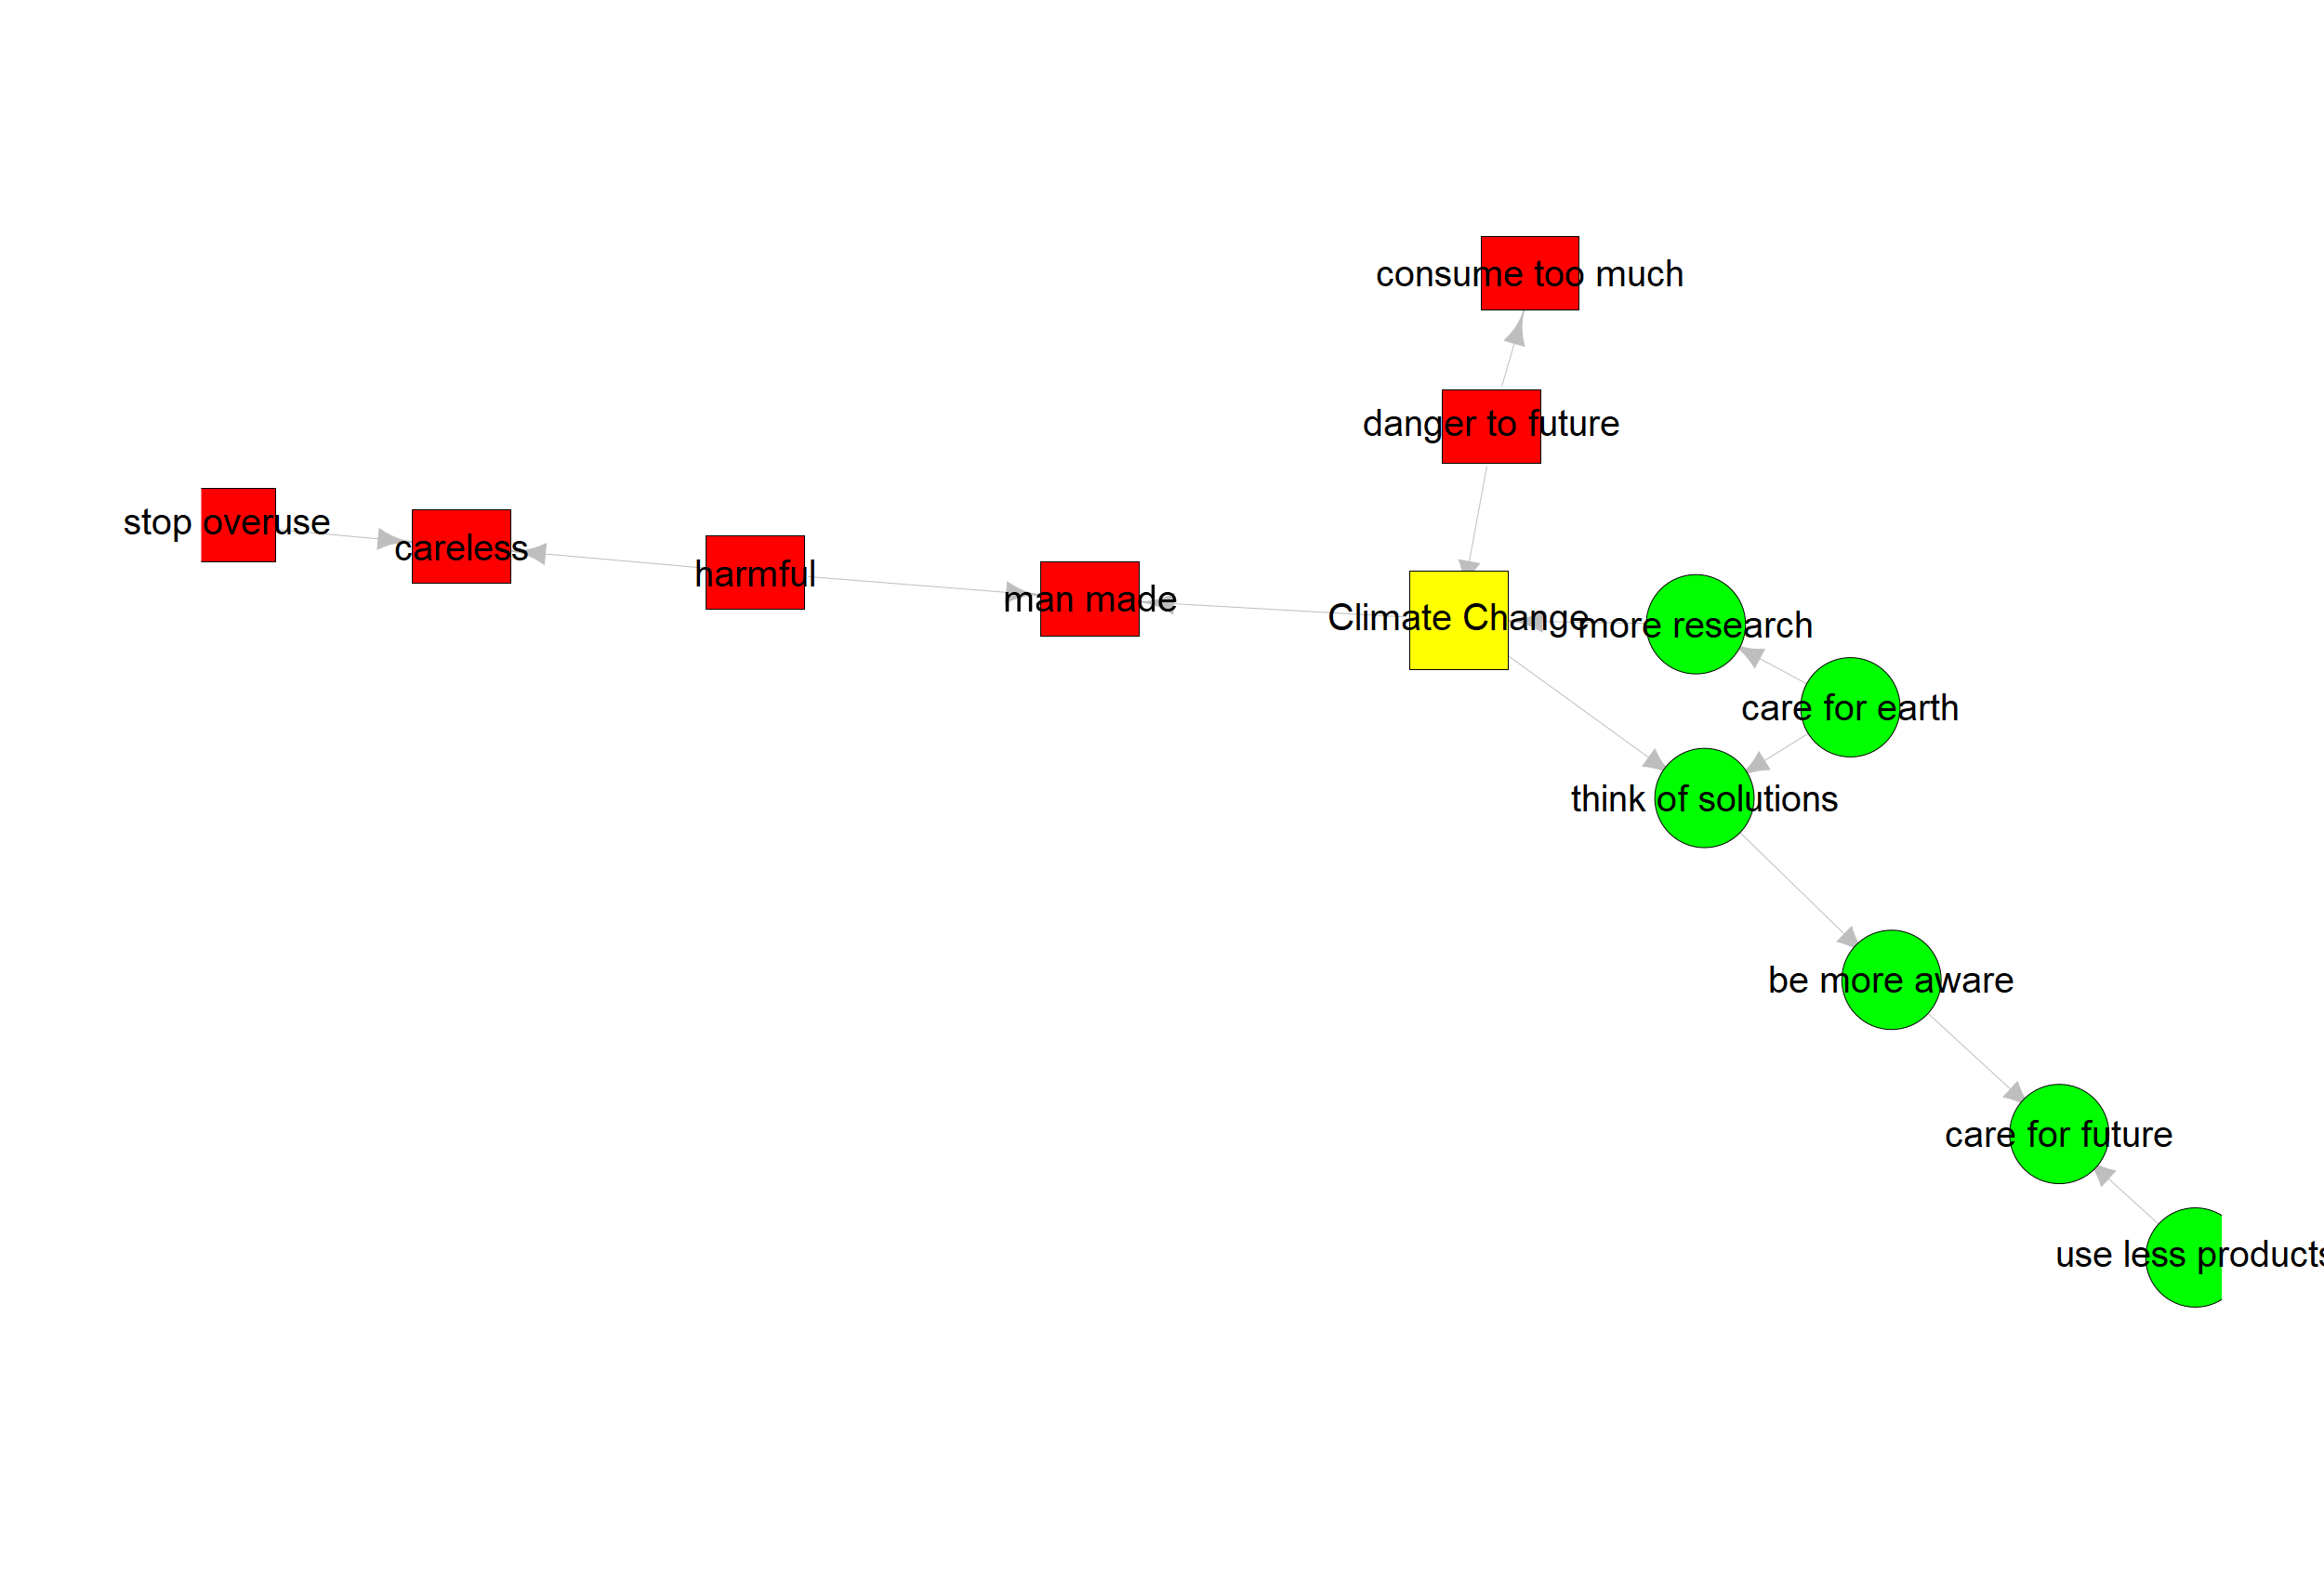 consume too much
danger to future
stop overuse
careless
harmful
man made
Climate Change
more research
care for earth
think of solutions
be more aware
care for future
use less products